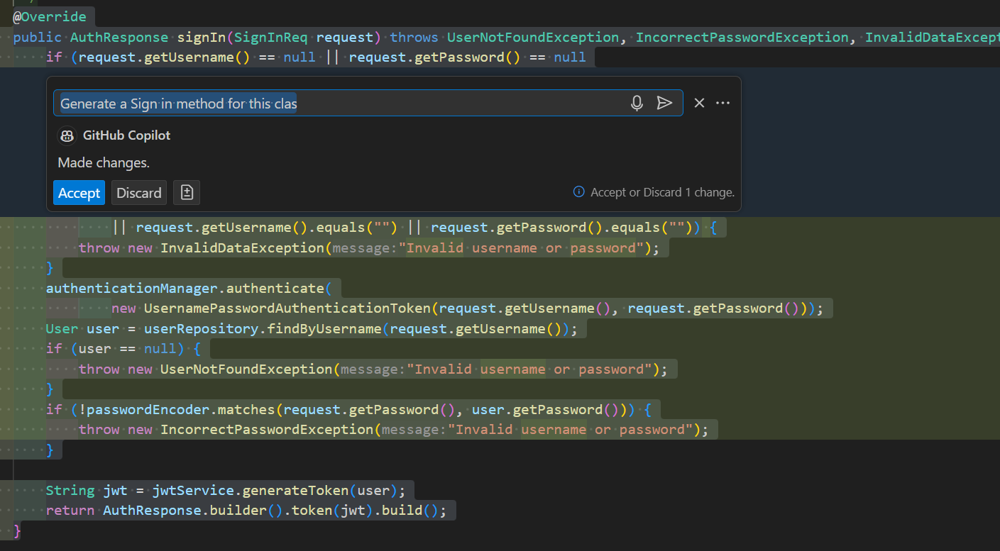 @Override
public AuthResponse signIn(SignInReq request) throws UserNotFoundException, IncorrectPasswordException, InvalidDataExcept
if (request.getUsername() == null || request.getPassword() == null
Generate a Sign in method for this clas
GitHub Copilot
Made changes.
Accept Discard Accept or Discard 1 change.
|| request.getUsername().equals("") || request.getPassword().equals("")) {
throw new InvalidDataException(message:"Invalid username or password");
}
authenticationManager.authenticate(
new UsernamePasswordAuthenticationToken(request.getUsername(), request.getPassword()));
User user = userRepository.findByUsername(request.getUsername());
if (user == null) {
throw new UserNotFoundException(message:"Invalid username or password");
}
if (!passwordEncoder.matches(request.getPassword(), user.getPassword())) {
throw new IncorrectPasswordException(message:"Invalid username or password");
}
String jwt = jwtService.generateToken(user);
return AuthResponse.builder().token(jwt).build();
}